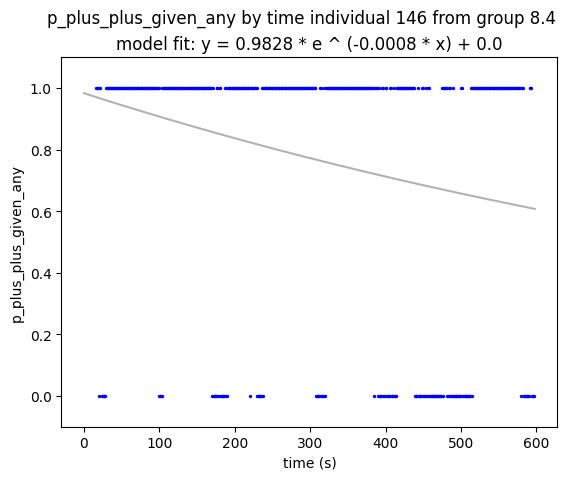 p_plus_plus_given_any by time individual 146 from group 8.4
model fit: y = 0.9828 * e ^ (-0.0008 * x) + 0.0
p_plus_plus_given_any
1.0
0.8
0.6
0.4
0.2
0.0
0 100 200 300 400 500 600
time (s)